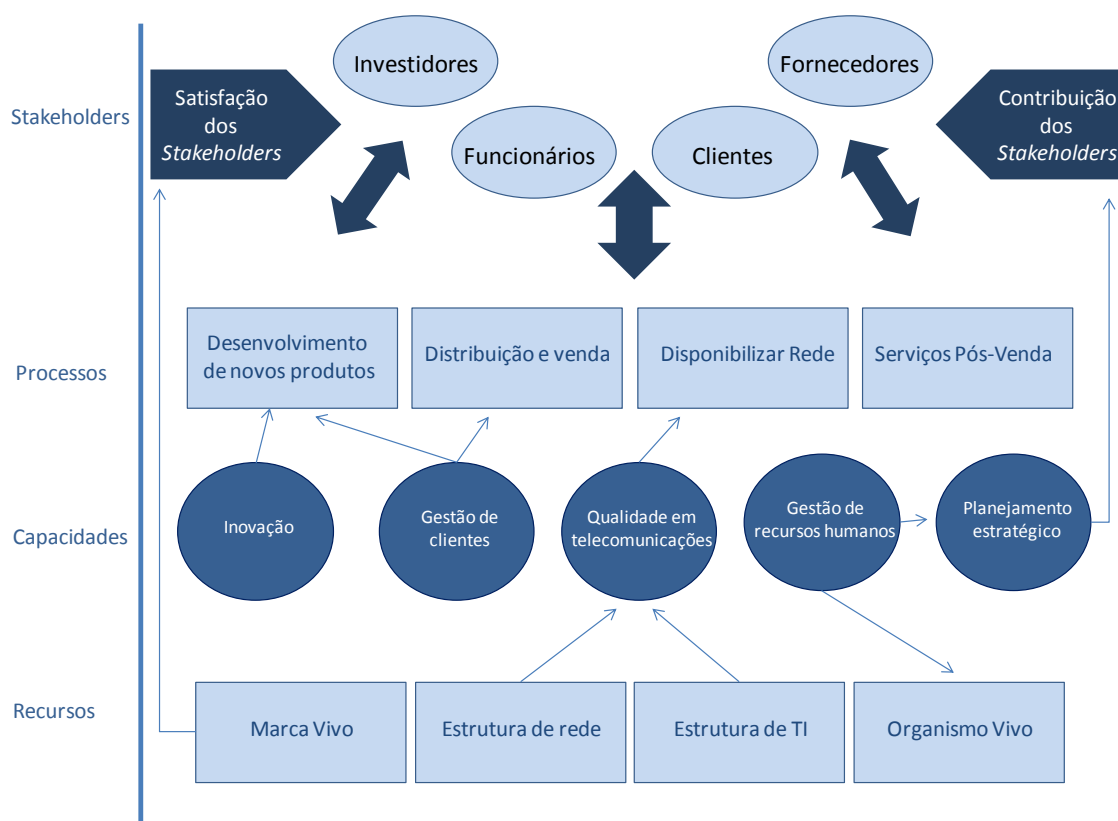 Investidores
Fornecedores
Stakeholders
Satisfação
dos
Stakeholders
Contribuição
dos
Stakeholders
Funcionários
Clientes
Processos
Desenvolvimento
de novos produtos
Distribuição e venda
Disponibilizar Rede
Serviços Pós-Venda
Capacidades
Inovação
Gestão de
clientes
Qualidade em
telecomunicações
Gestão de
recursos humanos
Planejamento
estratégico
Recursos
Marca Vivo
Estrutura de rede
Estrutura de TI
Organismo Vivo